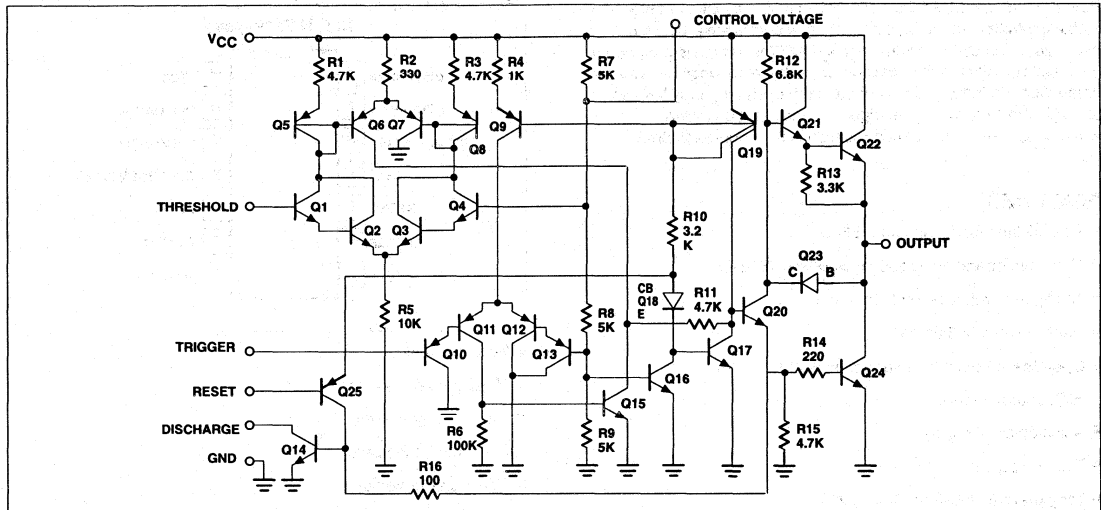 CONTROL VOLTAGE
VCC
R1
4.7K
R2
330
R3
4.7K
R4
1K
R7
5K
R12
6.8K
Q5
Q6
Q7
Q8
Q9
Q19
Q21
Q22
R13
3.3K
THRESHOLD
Q1
Q2
Q3
Q4
R10
3.2
K
OUTPUT
Q23
C
B
CB
Q18
E
R11
4.7K
Q20
R5
10K
Q11
Q12
R8
5K
TRIGGER
Q10
Q13
Q17
R14
220
RESET
Q25
Q16
Q24
Q15
DISCHARGE
Q14
R6
100K
R9
5K
R15
4.7K
GND
R16
100